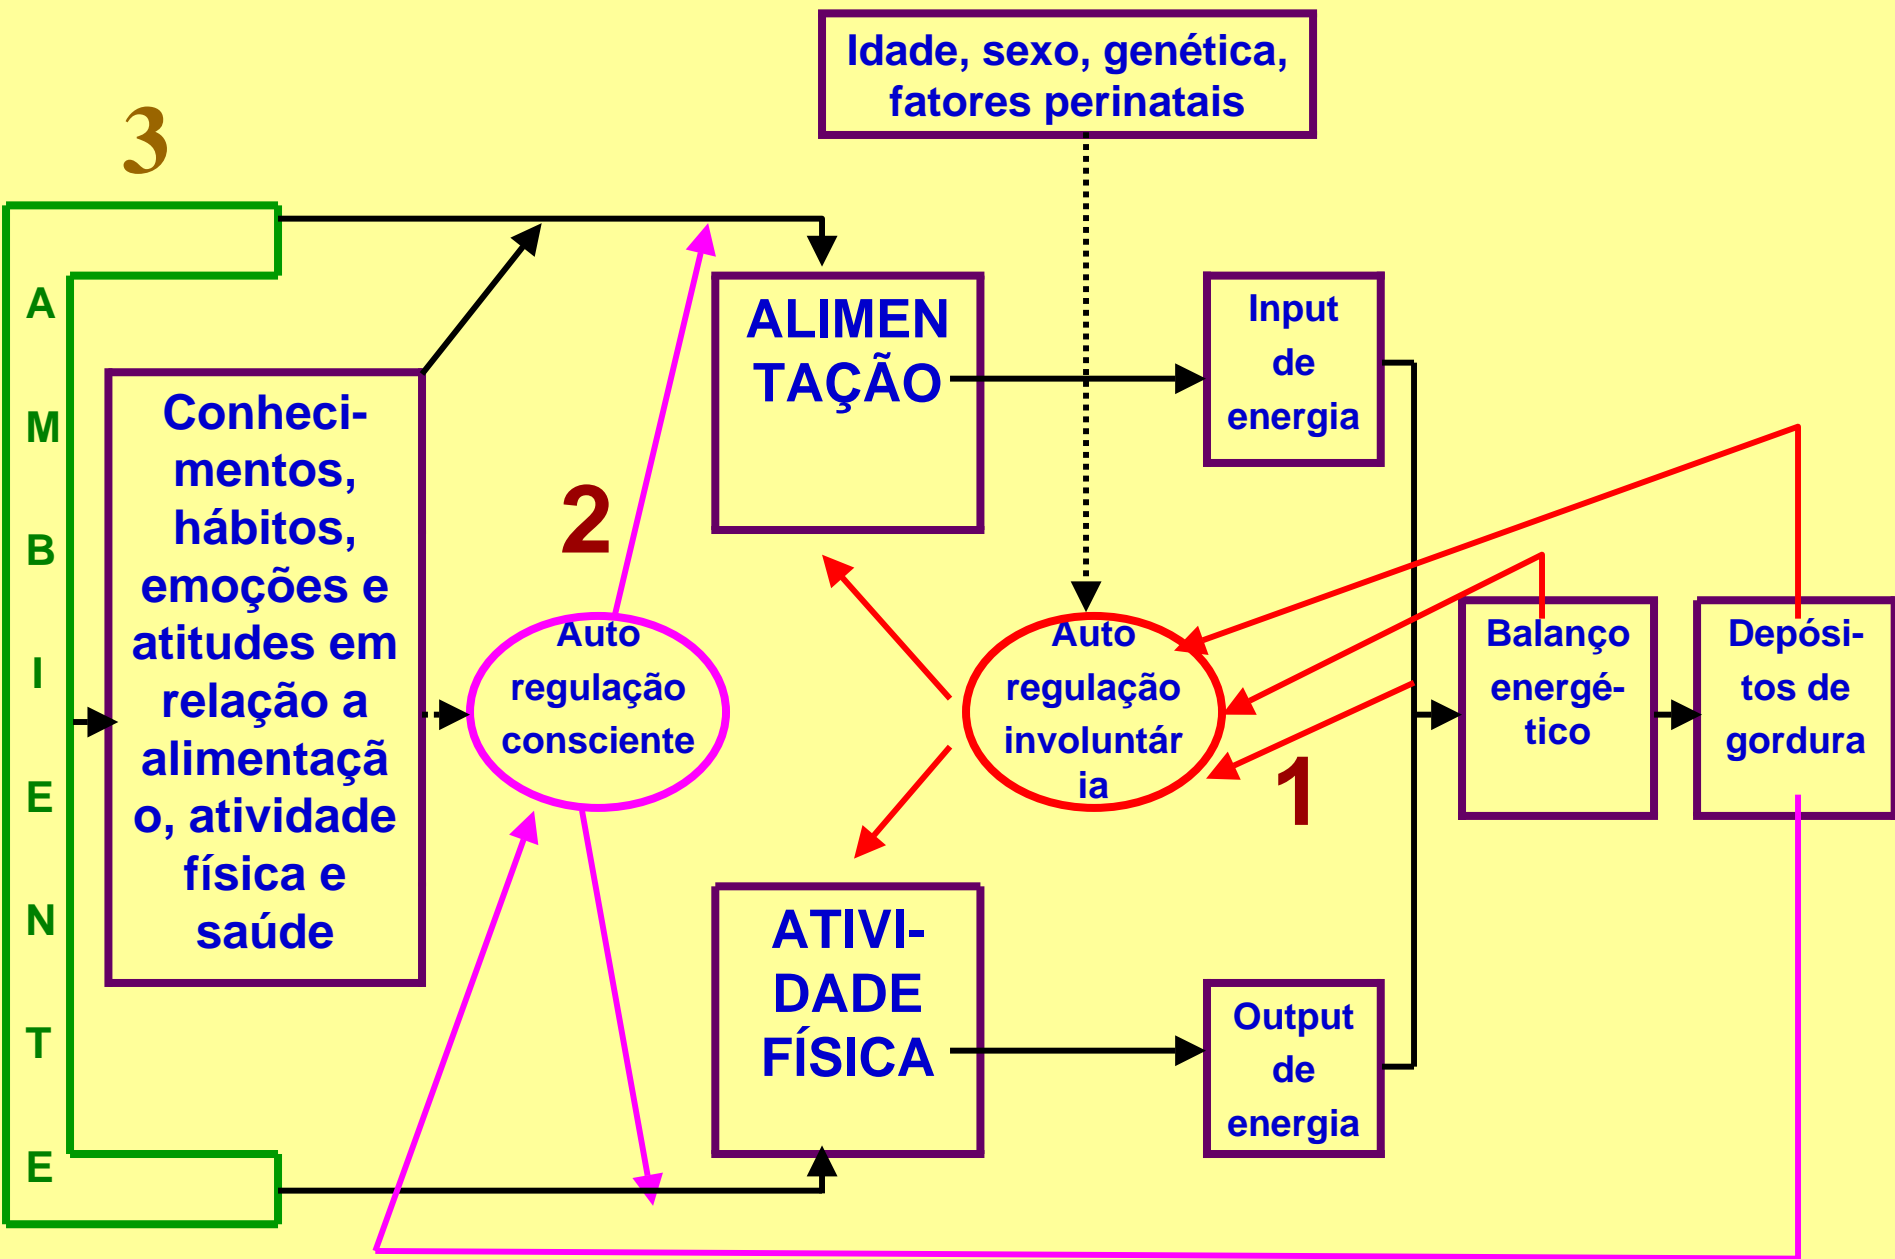 Idade, sexo, genética,
fatores perinatais
3
A
M
B
I
E
N
T
E
Conheci-
mentos,
hábitos,
emoções e
atitudes em
relação a
alimentaçã
o, atividade
física e
saúde
2
Auto
regulação
consciente
ALIMEN
TAÇÃO
Input
de
energia
Auto
regulação
involuntár
ia
1
Balanço
energé-
tico
Depósi-
tos de
gordura
ATIVI-
DADE
FÍSICA
Output
de
energia